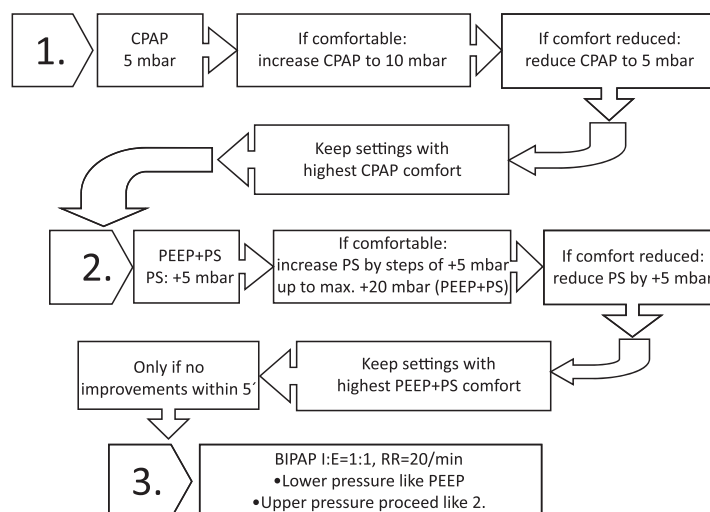 1.
CPAP
5 mbar
If comfortable:
increase CPAP to 10 mbar
If comfort reduced:
reduce CPAP to 5 mbar
Keep settings with
highest CPAP comfort
2.
PEEP+PS
PS: +5 mbar
If comfortable:
increase PS by steps of +5 mbar
up to max. +20 mbar (PEEP+PS)
If comfort reduced:
reduce PS by +5 mbar
Keep settings with
highest PEEP+PS comfort
Only if no
improvements within 5´
3.
BIPAP I:E=1:1, RR=20/min
•Lower pressure like PEEP
•Upper pressure proceed like 2.